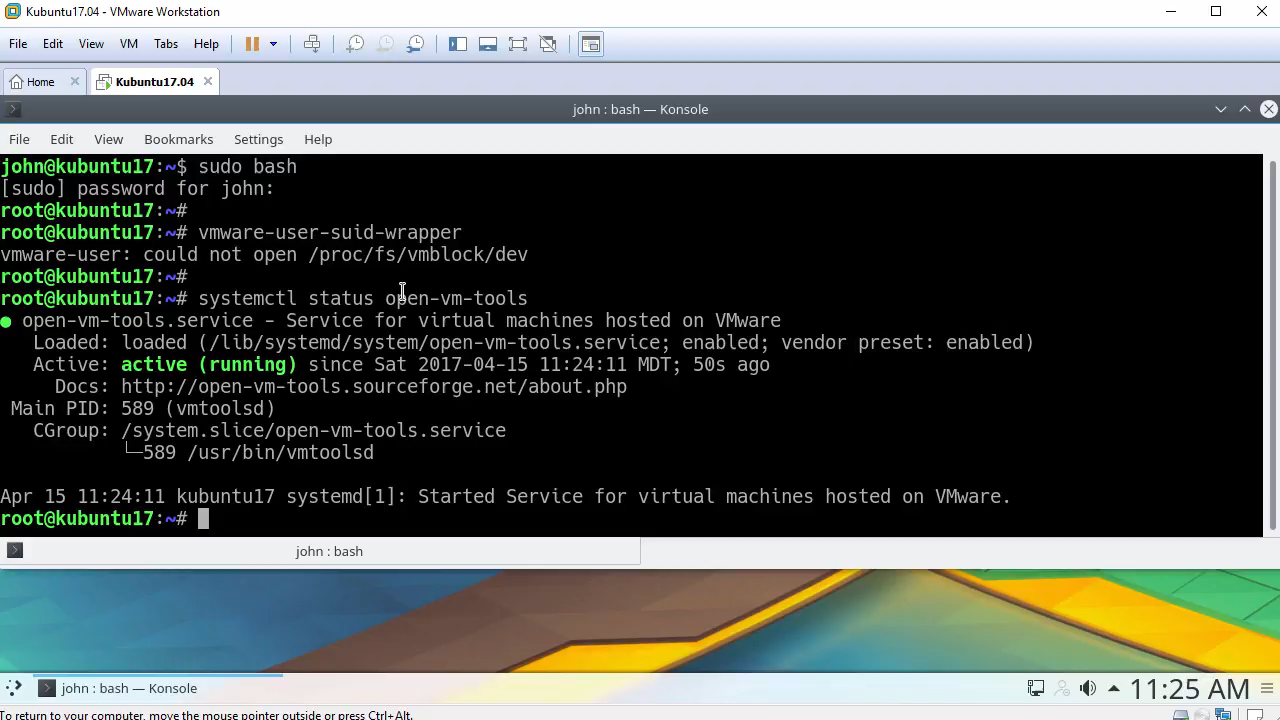 Kubuntu17.04 - VMware Workstation
File Edit View VM Tabs Help
Home Kubuntu17.04
john : bash — Konsole
File Edit View Bookmarks Settings Help
john@kubuntu17:~$ sudo bash
[sudo] password for john:
root@kubuntu17:~#
root@kubuntu17:~# vmware-user-suid-wrapper
vmware-user: could not open /proc/fs/vmblock/dev
root@kubuntu17:~#
root@kubuntu17:~# systemctl status open-vm-tools
● open-vm-tools.service - Service for virtual machines hosted on VMware
Loaded: loaded (/lib/systemd/system/open-vm-tools.service; enabled; vendor preset: enabled)
Active: active (running) since Sat 2017-04-15 11:24:11 MDT; 50s ago
Docs: http://open-vm-tools.sourceforge.net/about.php
Main PID: 589 (vmtoolsd)
CGroup: /system.slice/open-vm-tools.service
└─589 /usr/bin/vmtoolsd
Apr 15 11:24:11 kubuntu17 systemd[1]: Started Service for virtual machines hosted on VMware.
root@kubuntu17:~#
john : bash
john : bash — Konsole
11:25 AM
To return to your computer, move the mouse pointer outside or press Ctrl+Alt.